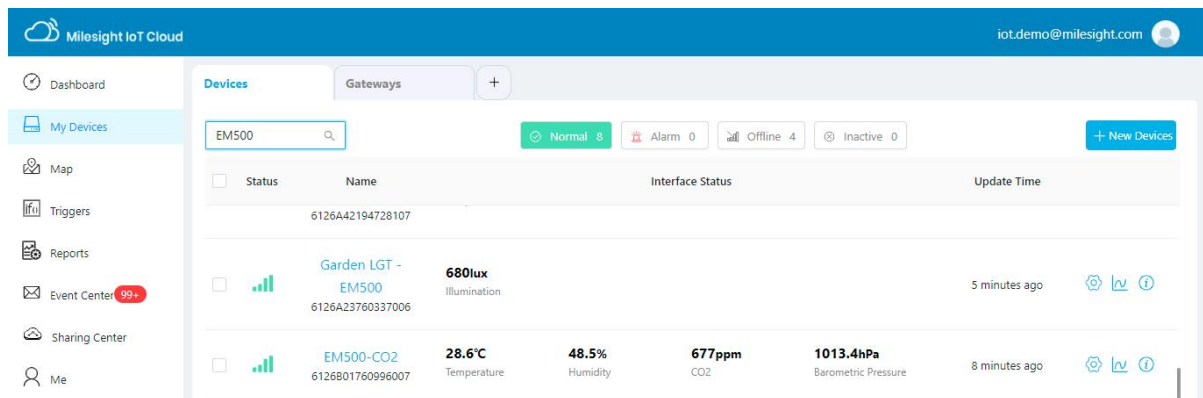 Milesight IoT Cloud
iot.demo@milesight.com
Dashboard
My Devices
Map
Triggers
Reports
Event Center 99+
Sharing Center
Me
Devices
Gateways
+
EM500
Normal 8
Alarm 0
Offline 4
Inactive 0
+ New Devices
Status
Name
Interface Status
Update Time
6126A42194728107
Garden LGT -
EM500
6126A23760337006
680lux
Illumination
5 minutes ago
EM500-CO2
6126B01760996007
28.6℃
Temperature
48.5%
Humidity
677ppm
CO2
1013.4hPa
Barometric Pressure
8 minutes ago